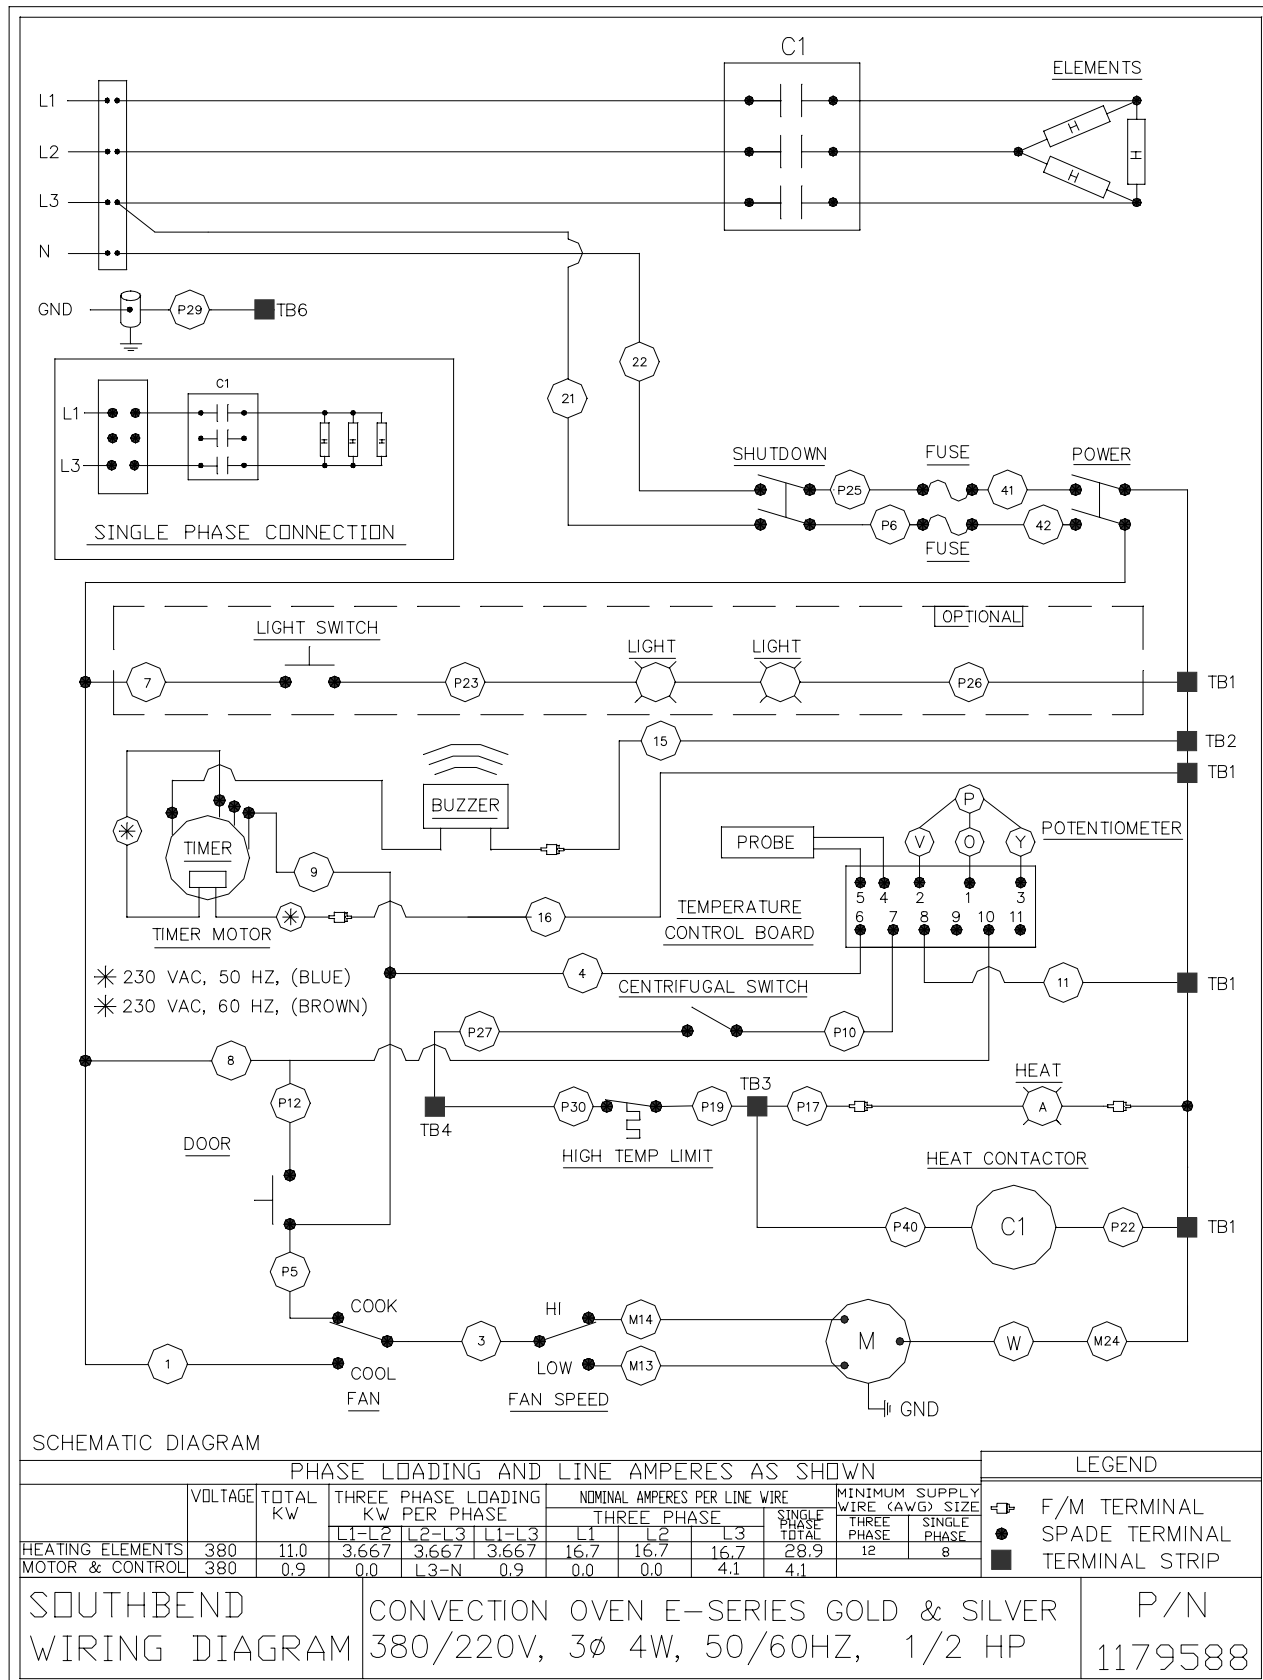 C1
ELEMENTS
L1
H
L2
H
H
L3
N
GND
P29
TB6
22
21
C1
L1
H
H
H
L3
SINGLE PHASE CONNECTION
SHUTDOWN
FUSE
POWER
P25
41
P6
42
FUSE
OPTIONAL
LIGHT SWITCH
LIGHT
LIGHT
7
P23
P26
TB1
15
TB2
TB1
BUZZER
P
POTENTIOMETER
PROBE
V
O
Y
TIMER
9
5 4 2 1 3
6 7 8 9 10 11
TEMPERATURE
CONTROL BOARD
16
TIMER MOTOR
230 VAC, 50 HZ, (BLUE)
230 VAC, 60 HZ, (BROWN)
4
CENTRIFUGAL SWITCH
11
TB1
P27
P10
8
HEAT
P12
TB3
P30
P19
P17
A
TB4
DOOR
HIGH TEMP LIMIT
HEAT CONTACTOR
P40
C1
P22
TB1
P5
COOK
HI
M14
3
M
W
M24
1
COOL
LOW
M13
FAN
FAN SPEED
GND
SCHEMATIC DIAGRAM
PHASE LOADING AND LINE AMPERES AS SHOWN
LEGEND
VOLTAGE
TOTAL
KW
THREE PHASE LOADING
KW PER PHASE
NOMINAL AMPERES PER LINE WIRE
THREE PHASE
SINGLE
PHASE
TOTAL
MINIMUM SUPPLY
WIRE (AWG) SIZE
THREE
PHASE
SINGLE
PHASE
L1-L2 L2-L3 L1-L3 L1 L2 L3
HEATING ELEMENTS 380 11.0 3.667 3.667 3.667 16.7 16.7 16.7 28.9 12 8
MOTOR & CONTROL 380 0.9 0.0 L3-N 0.9 0.0 0.0 4.1 4.1
F/M TERMINAL
SPADE TERMINAL
TERMINAL STRIP
SOUTHBEND
WIRING DIAGRAM
CONVECTION OVEN E-SERIES GOLD & SILVER
380/220V, 3ø 4W, 50/60HZ, 1/2 HP
P/N
1179588